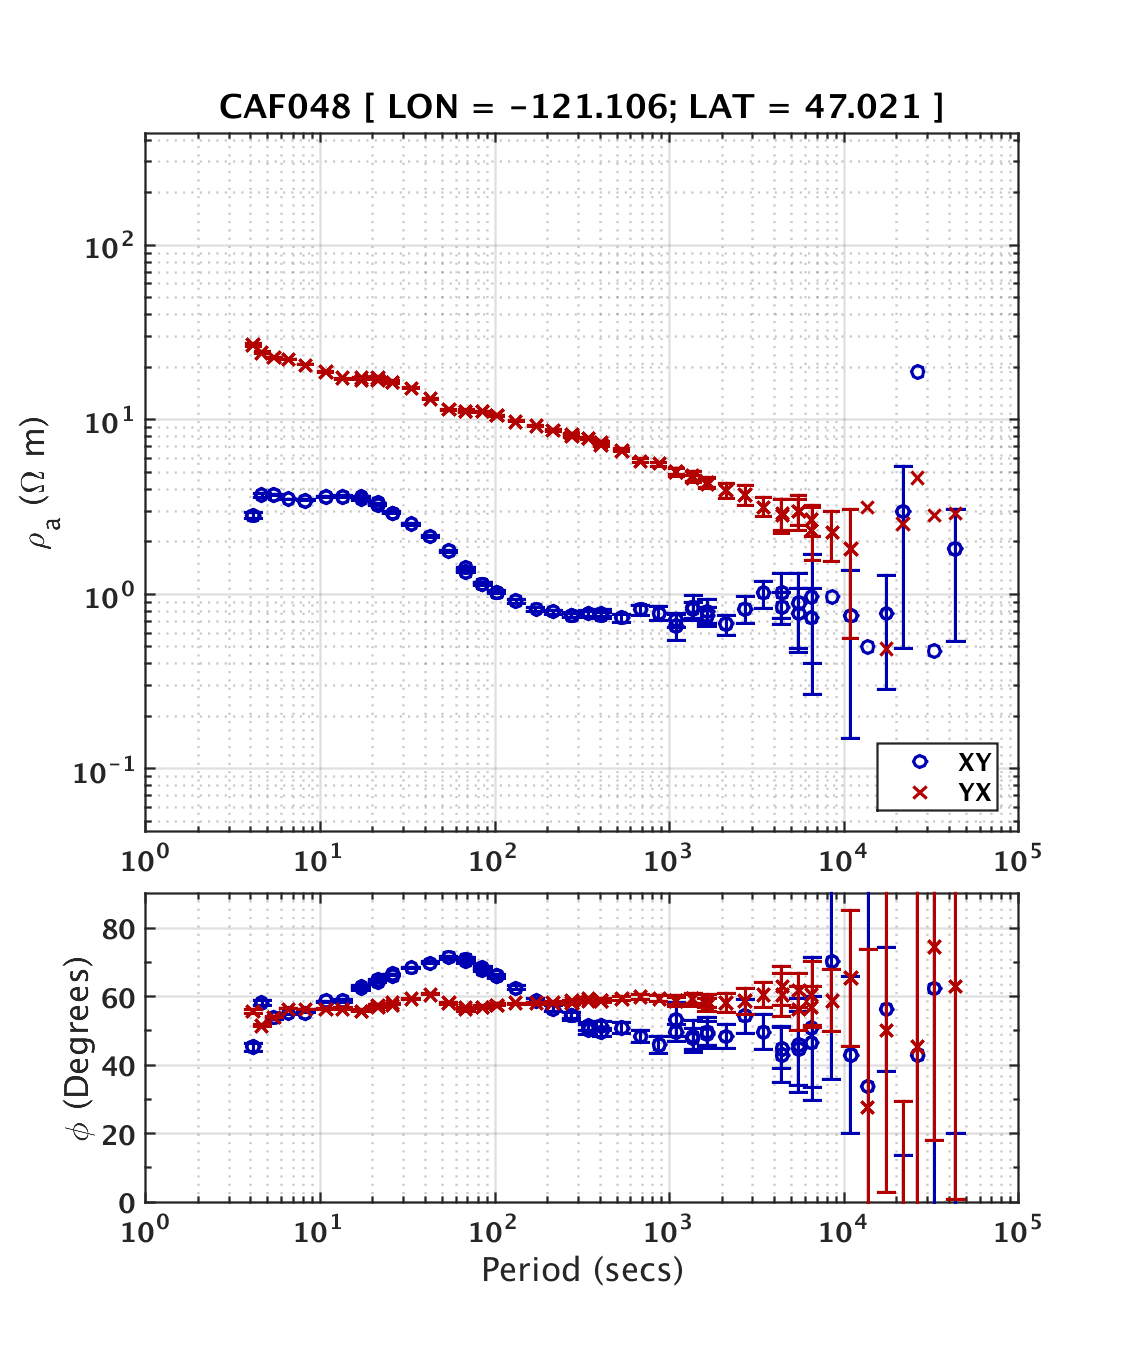 CAF048 [ LON = -121.106; LAT = 47.021 ]
ρa (Ω m)
10^2
10^1
10^0
10^-1
XY
YX
10^0 10^1 10^2 10^3 10^4 10^5
ϕ (Degrees)
80
60
40
20
0
10^0 10^1 10^2 10^3 10^4 10^5
Period (secs)